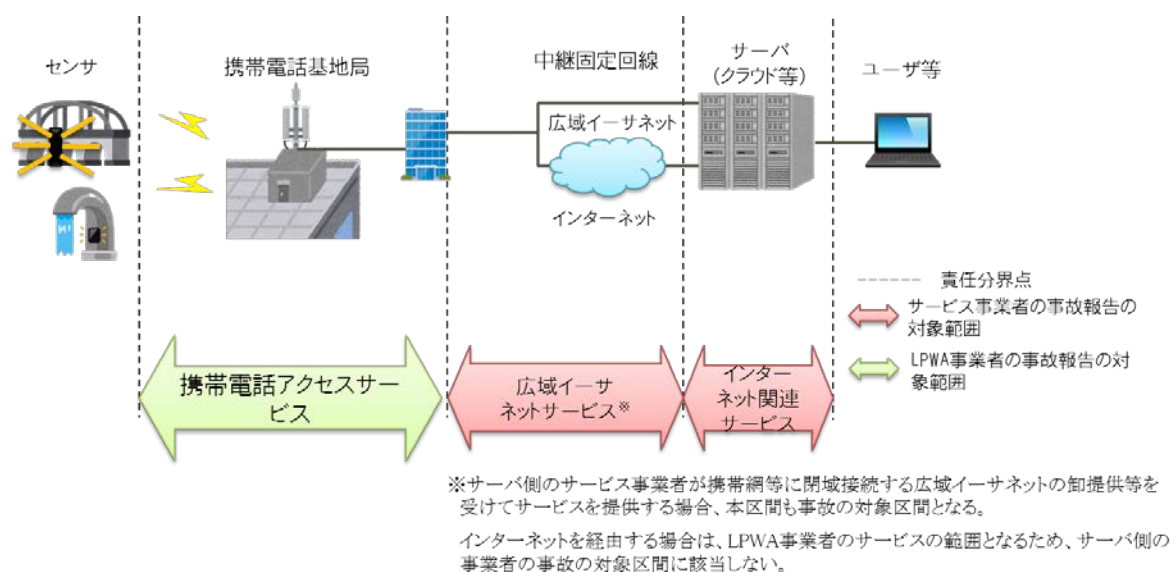 センサ
携帯電話基地局
中継固定回線
サーバ
(クラウド等)
ユーザ等
広域イーサネット
インターネット
責任分界点
サービス事業者の事故報告の
対象範囲
LPWA事業者の事故報告の対
象範囲
携帯電話アクセスサー
ビス
広域イーサ
ネットサービス※
インター
ネット関連
サービス
※サーバ側のサービス事業者が携帯網等に閉域接続する広域イーサネットの卸提供等を
受けてサービスを提供する場合、本区間も事故の対象区間となる。
インターネットを経由する場合は、LPWA事業者のサービスの範囲となるため、サーバ側の
事業者の事故の対象区間に該当しない。